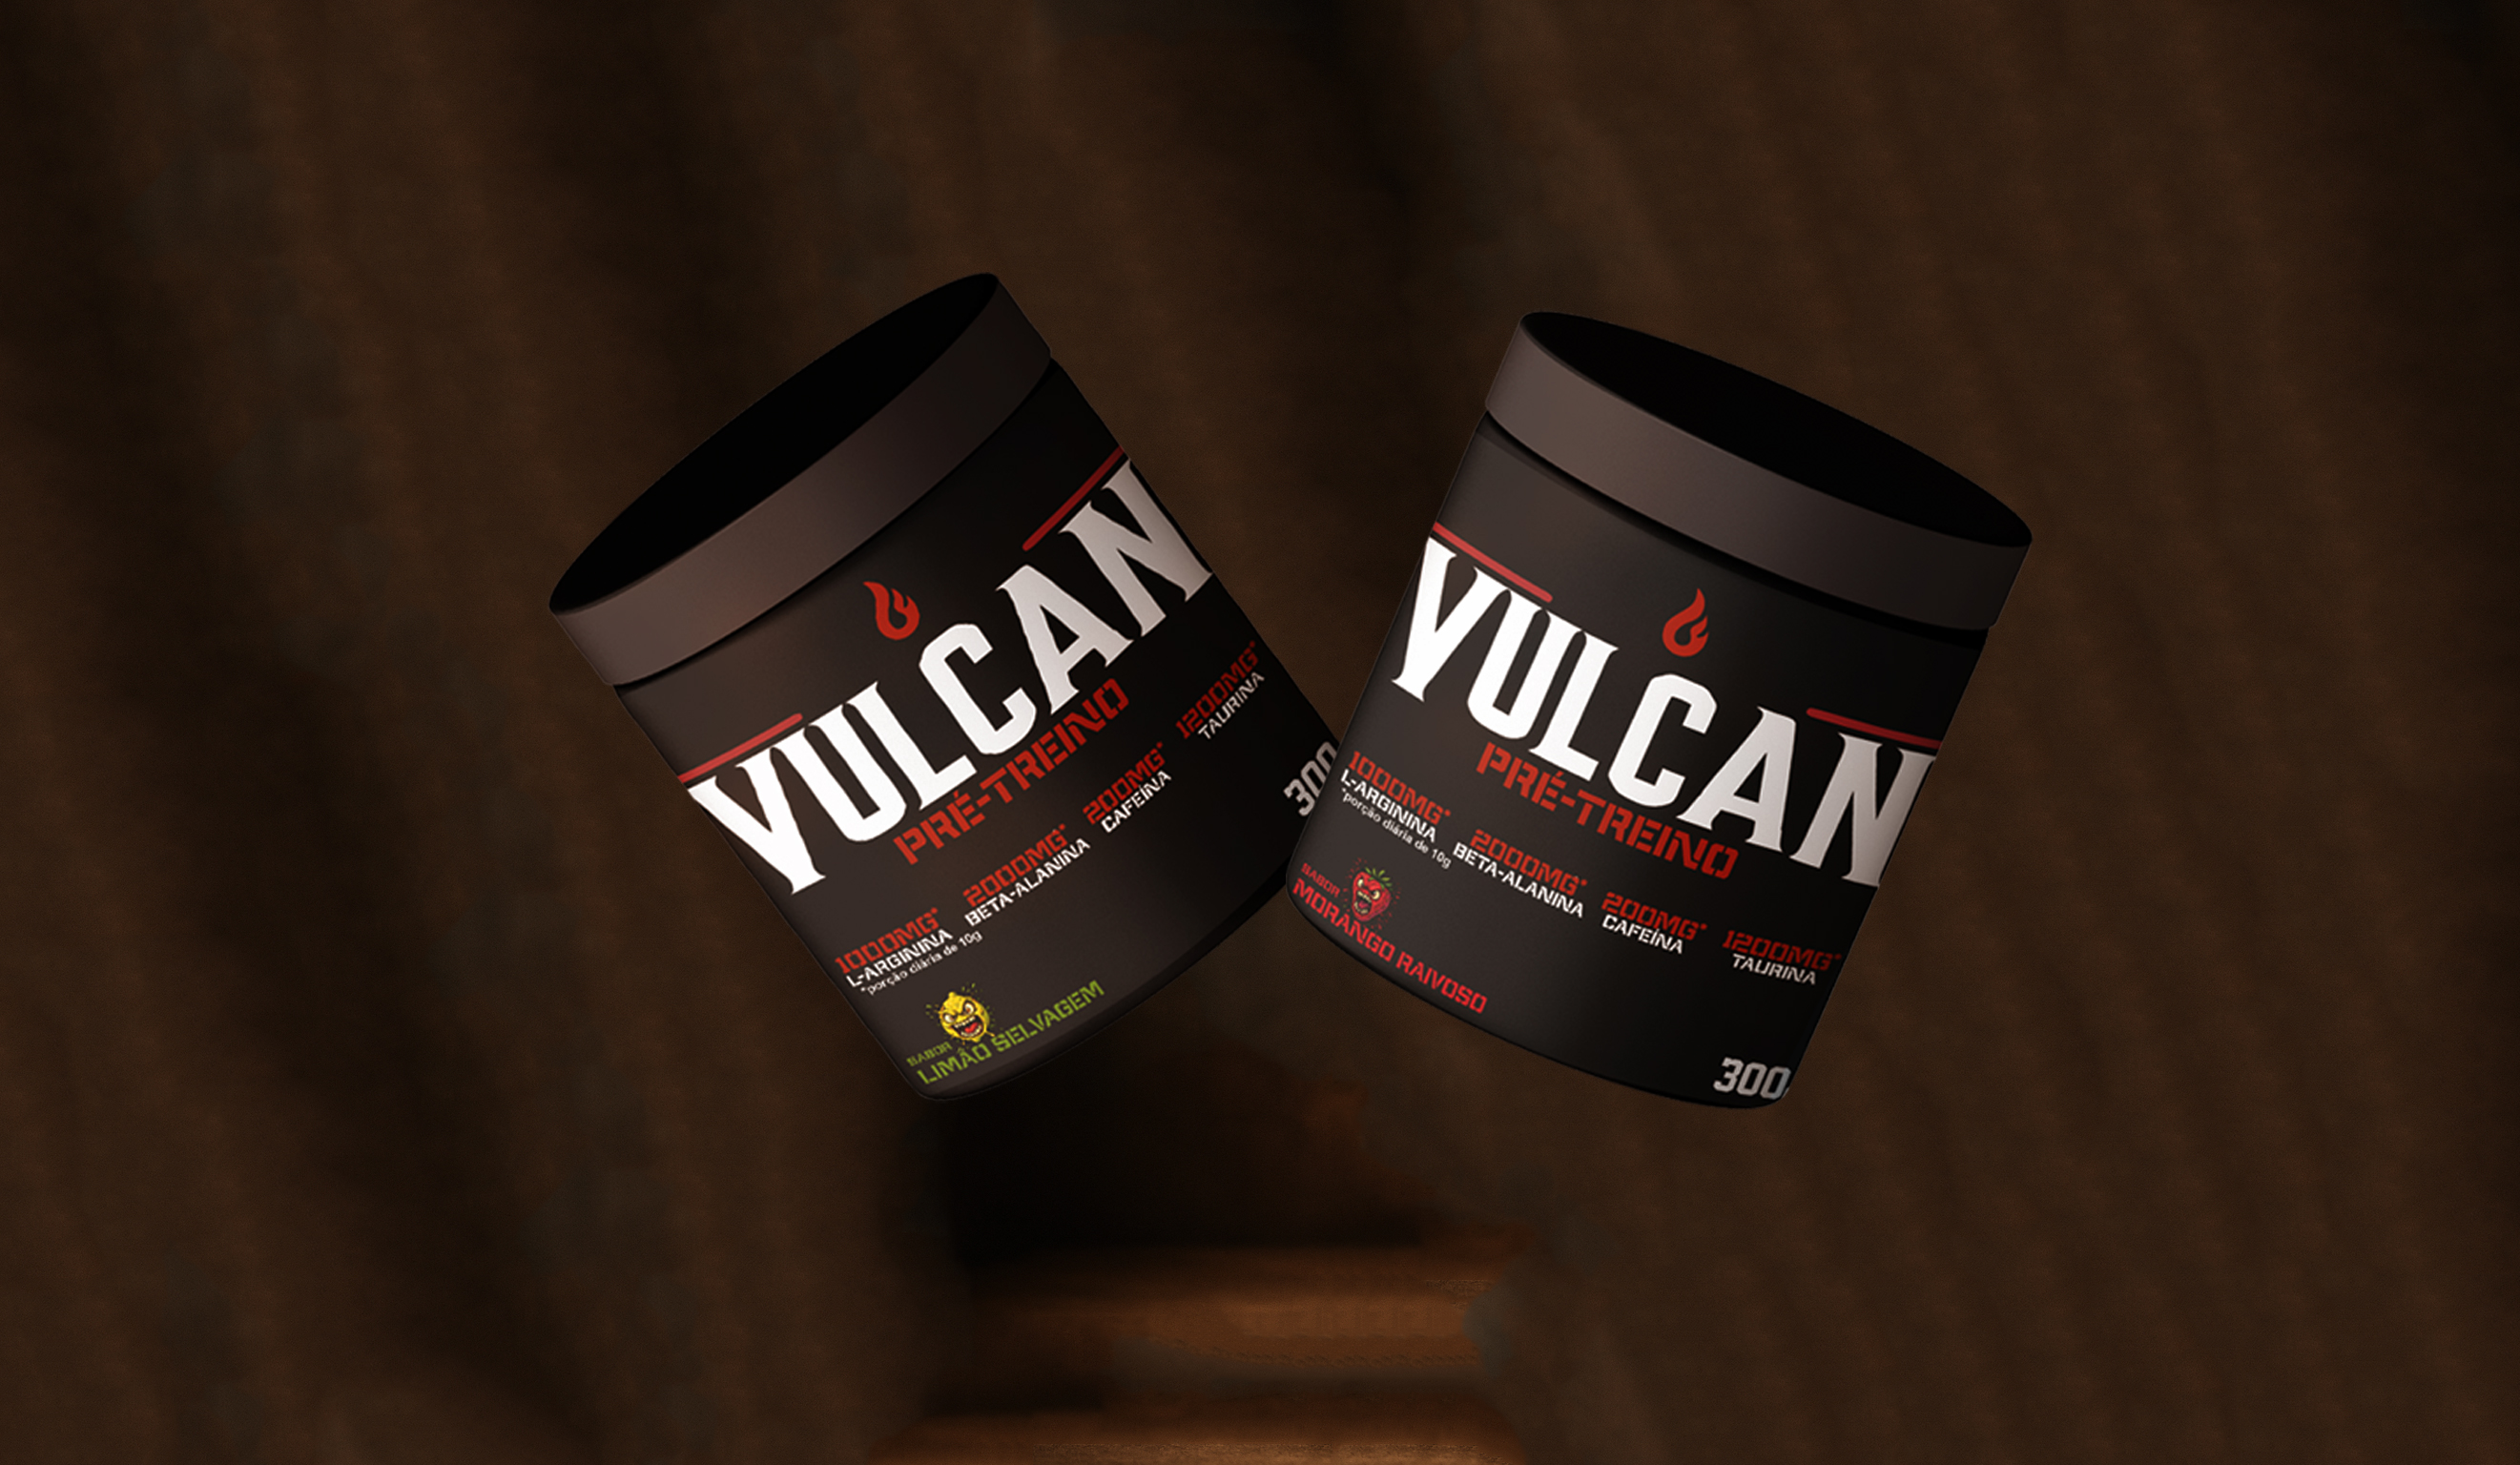 VULCAN
PRÉ-TREINO
1000MG* 2000MG* 200MG* 1200MG*
L-ARGININA BETA-ALANINA CAFEÍNA TAURINA
*porção diária de 10g
SABOR
LIMÃO SELVAGEM
300
VULCAN
PRÉ-TREINO
1000MG* 2000MG* 200MG* 1200MG*
L-ARGININA BETA-ALANINA CAFEÍNA TAURINA
*porção diária de 10g
SABOR
MORANGO RAIVOSO
300